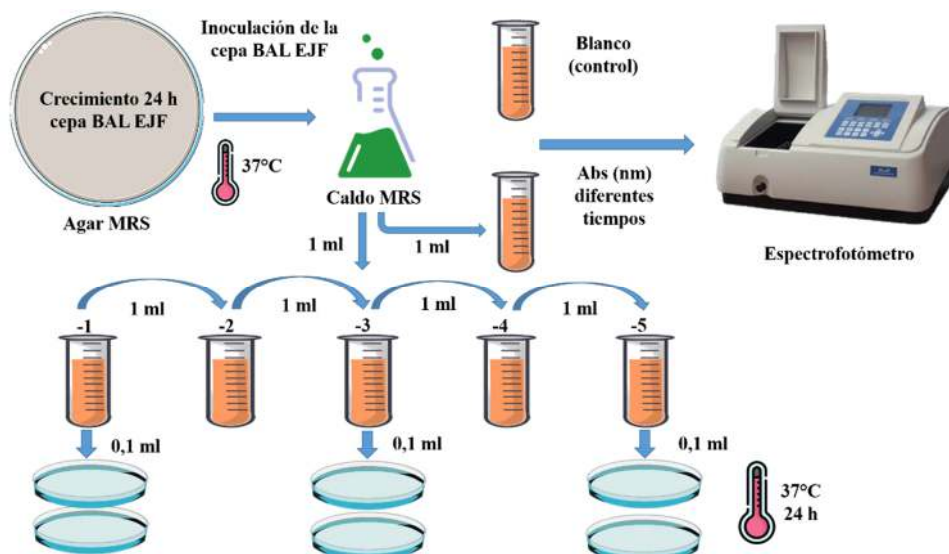 Crecimiento 24 h
cepa BAL EJF
Agar MRS
Inoculación de la
cepa BAL EJF
37°C
Caldo MRS
1 ml
1 ml
Blanco
(control)
Abs (nm)
diferentes
tiempos
Espectrofotómetro
1 ml
1 ml
1 ml
1 ml
-1
-2
-3
-4
-5
0,1 ml
0,1 ml
0,1 ml
37°C
24 h